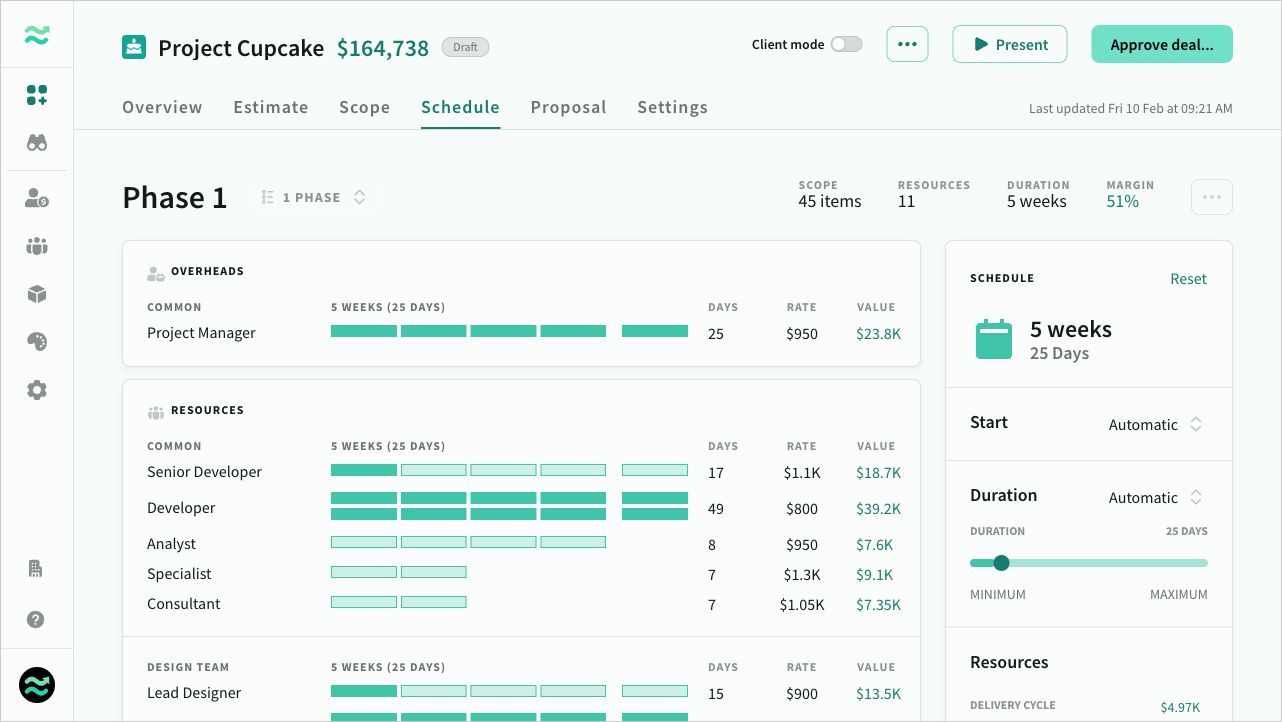 Project Cupcake $164,738 Draft
Client mode
Present
Approve deal...
Overview Estimate Scope Schedule Proposal Settings
Last updated Fri 10 Feb at 09:21 AM
Phase 1
1 PHASE
SCOPE RESOURCES DURATION MARGIN
45 items 11 5 weeks 51%
OVERHEADS
COMMON 5 WEEKS (25 DAYS) DAYS RATE VALUE
Project Manager 25 $950 $23.8K
RESOURCES
COMMON 5 WEEKS (25 DAYS) DAYS RATE VALUE
Senior Developer 17 $1.1K $18.7K
Developer 49 $800 $39.2K
Analyst 8 $950 $7.6K
Specialist 7 $1.3K $9.1K
Consultant 7 $1.05K $7.35K
DESIGN TEAM 5 WEEKS (25 DAYS) DAYS RATE VALUE
Lead Designer 15 $900 $13.5K
SCHEDULE Reset
5 weeks
25 Days
Start Automatic
Duration Automatic
DURATION 25 DAYS
MINIMUM MAXIMUM
Resources
DELIVERY CYCLE $4.97K